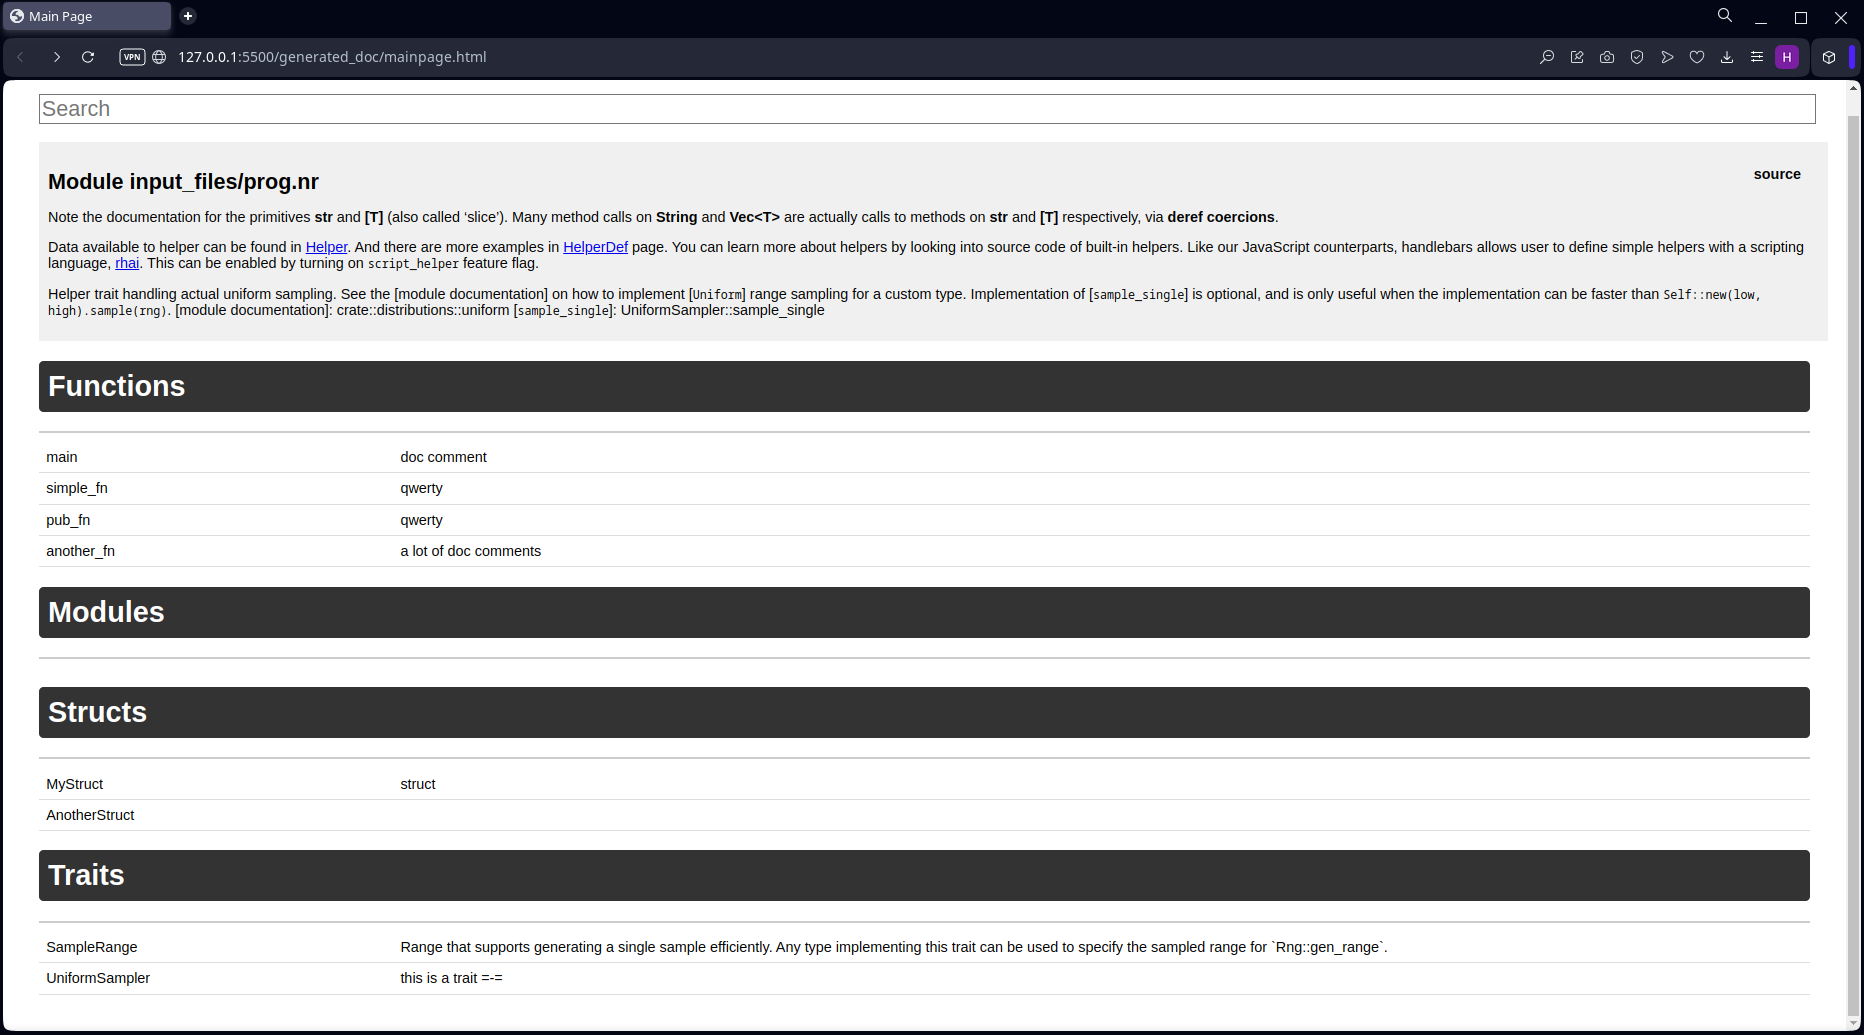 Main Page
VPN
127.0.0.1:5500/generated_doc/mainpage.html
H
Search
Module input_files/prog.nr
source
Note the documentation for the primitives str and [T] (also called ‘slice’). Many method calls on String and Vec<T> are actually calls to methods on str and [T] respectively, via deref coercions.
Data available to helper can be found in Helper. And there are more examples in HelperDef page. You can learn more about helpers by looking into source code of built-in helpers. Like our JavaScript counterparts, handlebars allows user to define simple helpers with a scripting
language, rhai. This can be enabled by turning on script_helper feature flag.
Helper trait handling actual uniform sampling. See the [module documentation] on how to implement [Uniform] range sampling for a custom type. Implementation of [sample_single] is optional, and is only useful when the implementation can be faster than Self::new(low,
high).sample(rng). [module documentation]: crate::distributions::uniform [sample_single]: UniformSampler::sample_single
Functions
main doc comment
simple_fn qwerty
pub_fn qwerty
another_fn a lot of doc comments
Modules
Structs
MyStruct struct
AnotherStruct
Traits
SampleRange Range that supports generating a single sample efficiently. Any type implementing this trait can be used to specify the sampled range for `Rng::gen_range`.
UniformSampler this is a trait =-=